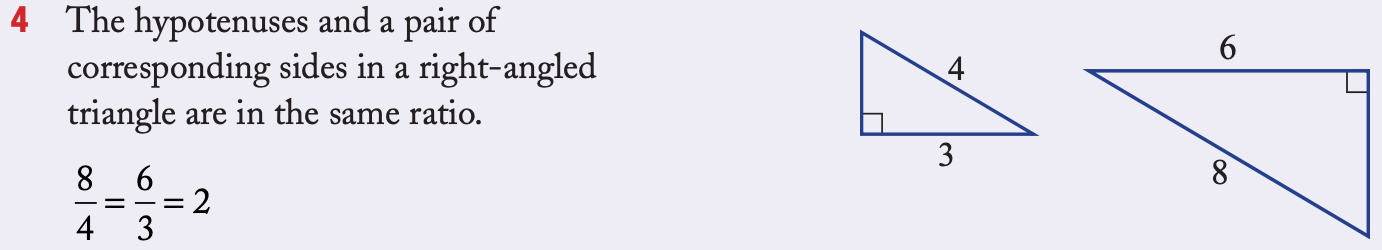 4 The hypotenuses and a pair of
corresponding sides in a right-angled
triangle are in the same ratio.
8/4 = 6/3 = 2
4
3
6
8